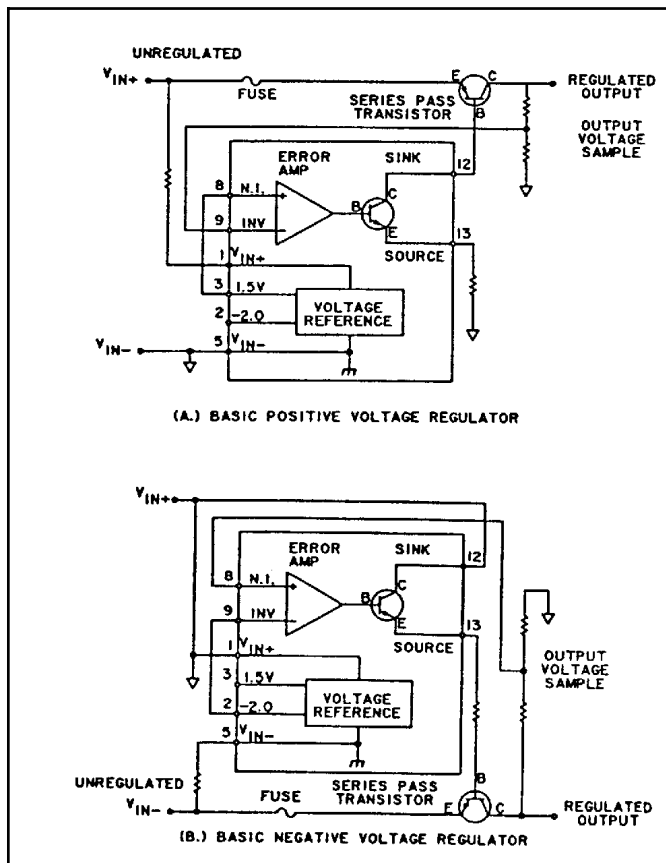 UNREGULATED
VIN+
FUSE
E
C
REGULATED
OUTPUT
SERIES PASS
TRANSISTOR
B
OUTPUT
VOLTAGE
SAMPLE
ERROR
AMP
SINK
12
8
N.I.
+
C
B
9
INV
−
E
13
SOURCE
1
VIN+
3
1.5V
VOLTAGE
REFERENCE
2
-2.0
VIN-
5
VIN-
(A.) BASIC POSITIVE VOLTAGE REGULATOR
VIN+
ERROR
AMP
SINK
12
8
N.I.
+
C
B
9
INV
−
E
13
SOURCE
1
VIN+
OUTPUT
VOLTAGE
SAMPLE
3
1.5V
VOLTAGE
REFERENCE
2
-2.0
5
VIN-
UNREGULATED
SERIES PASS
TRANSISTOR
B
VIN-
FUSE
E
C
REGULATED
OUTPUT
(B.) BASIC NEGATIVE VOLTAGE REGULATOR